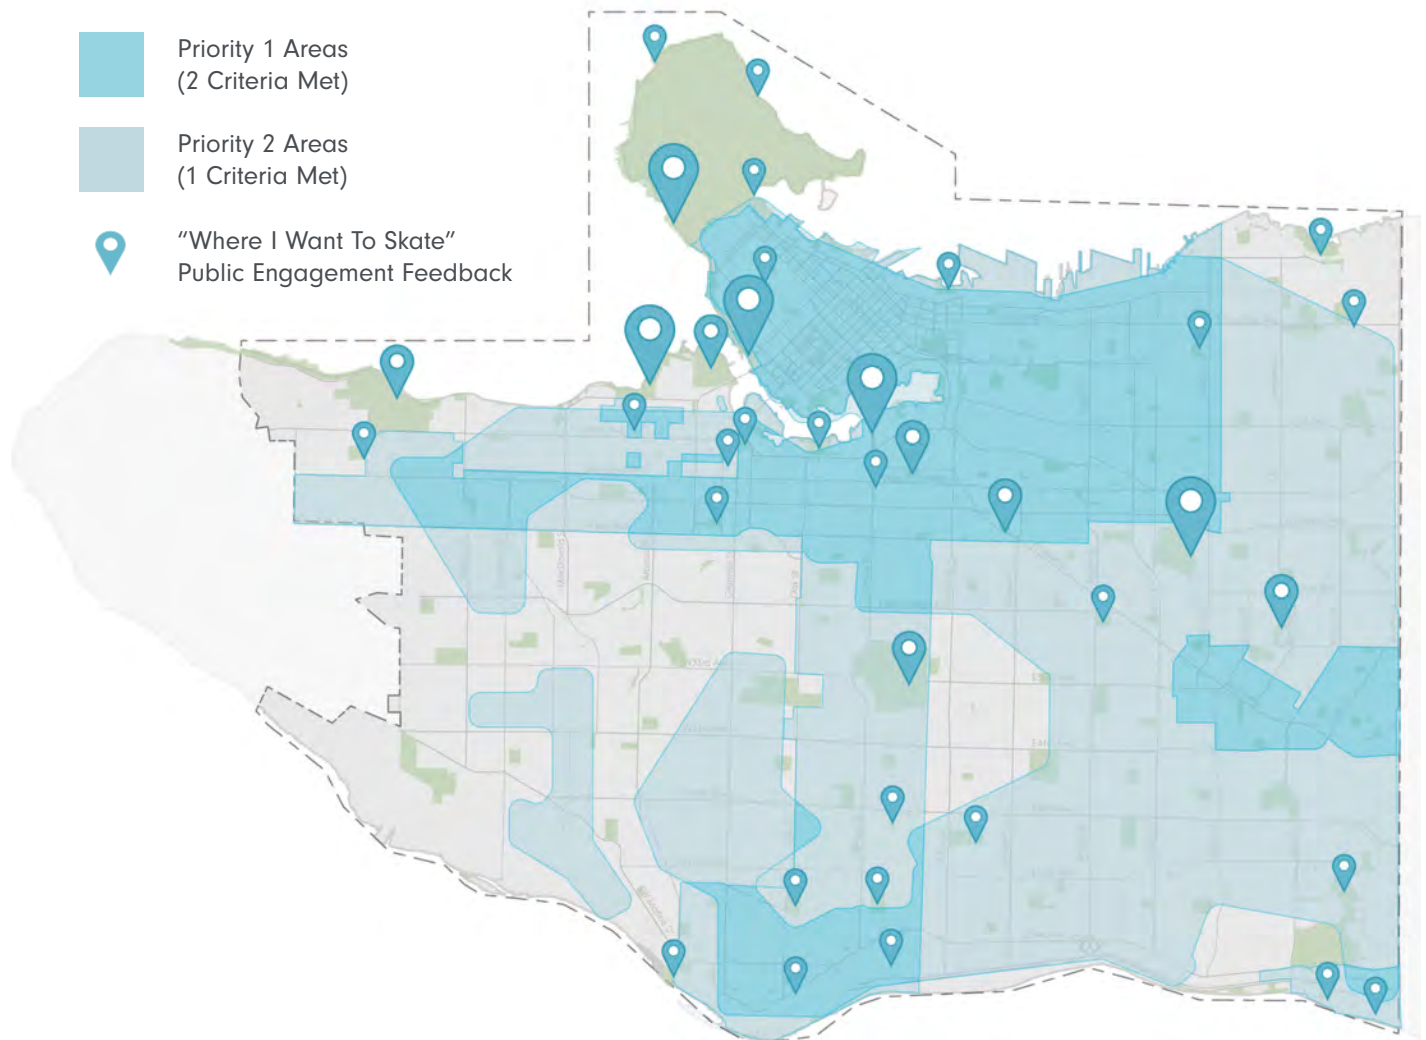 Priority 1 Areas
(2 Criteria Met)
Priority 2 Areas
(1 Criteria Met)
“Where I Want To Skate”
Public Engagement Feedback